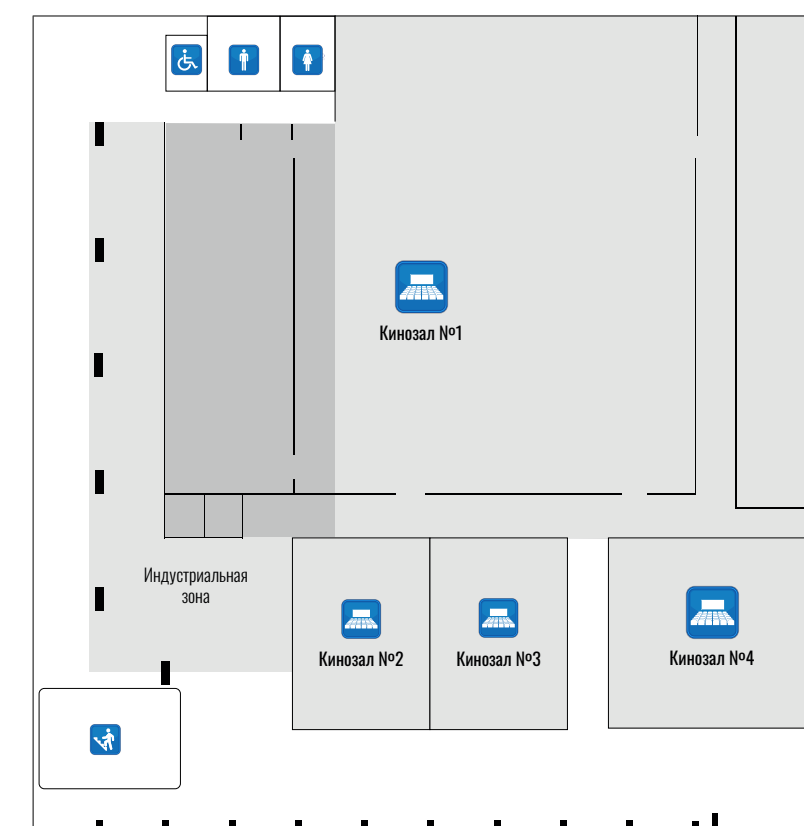 Кинозал №1
Индустриальная
зона
Кинозал №2
Кинозал №3
Кинозал №4